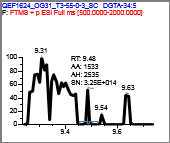 QEF1624_OG31_T3-55-0-3_SC DGTA-34:5
F: FTMS + p ESI Full ms [500.0000-2000.0000]
9.31
RT: 9.48
AA: 1533
AH: 2535
SN: 3.25E+014
9.54
9.63
100
80
60
40
20
0
9.4
9.6